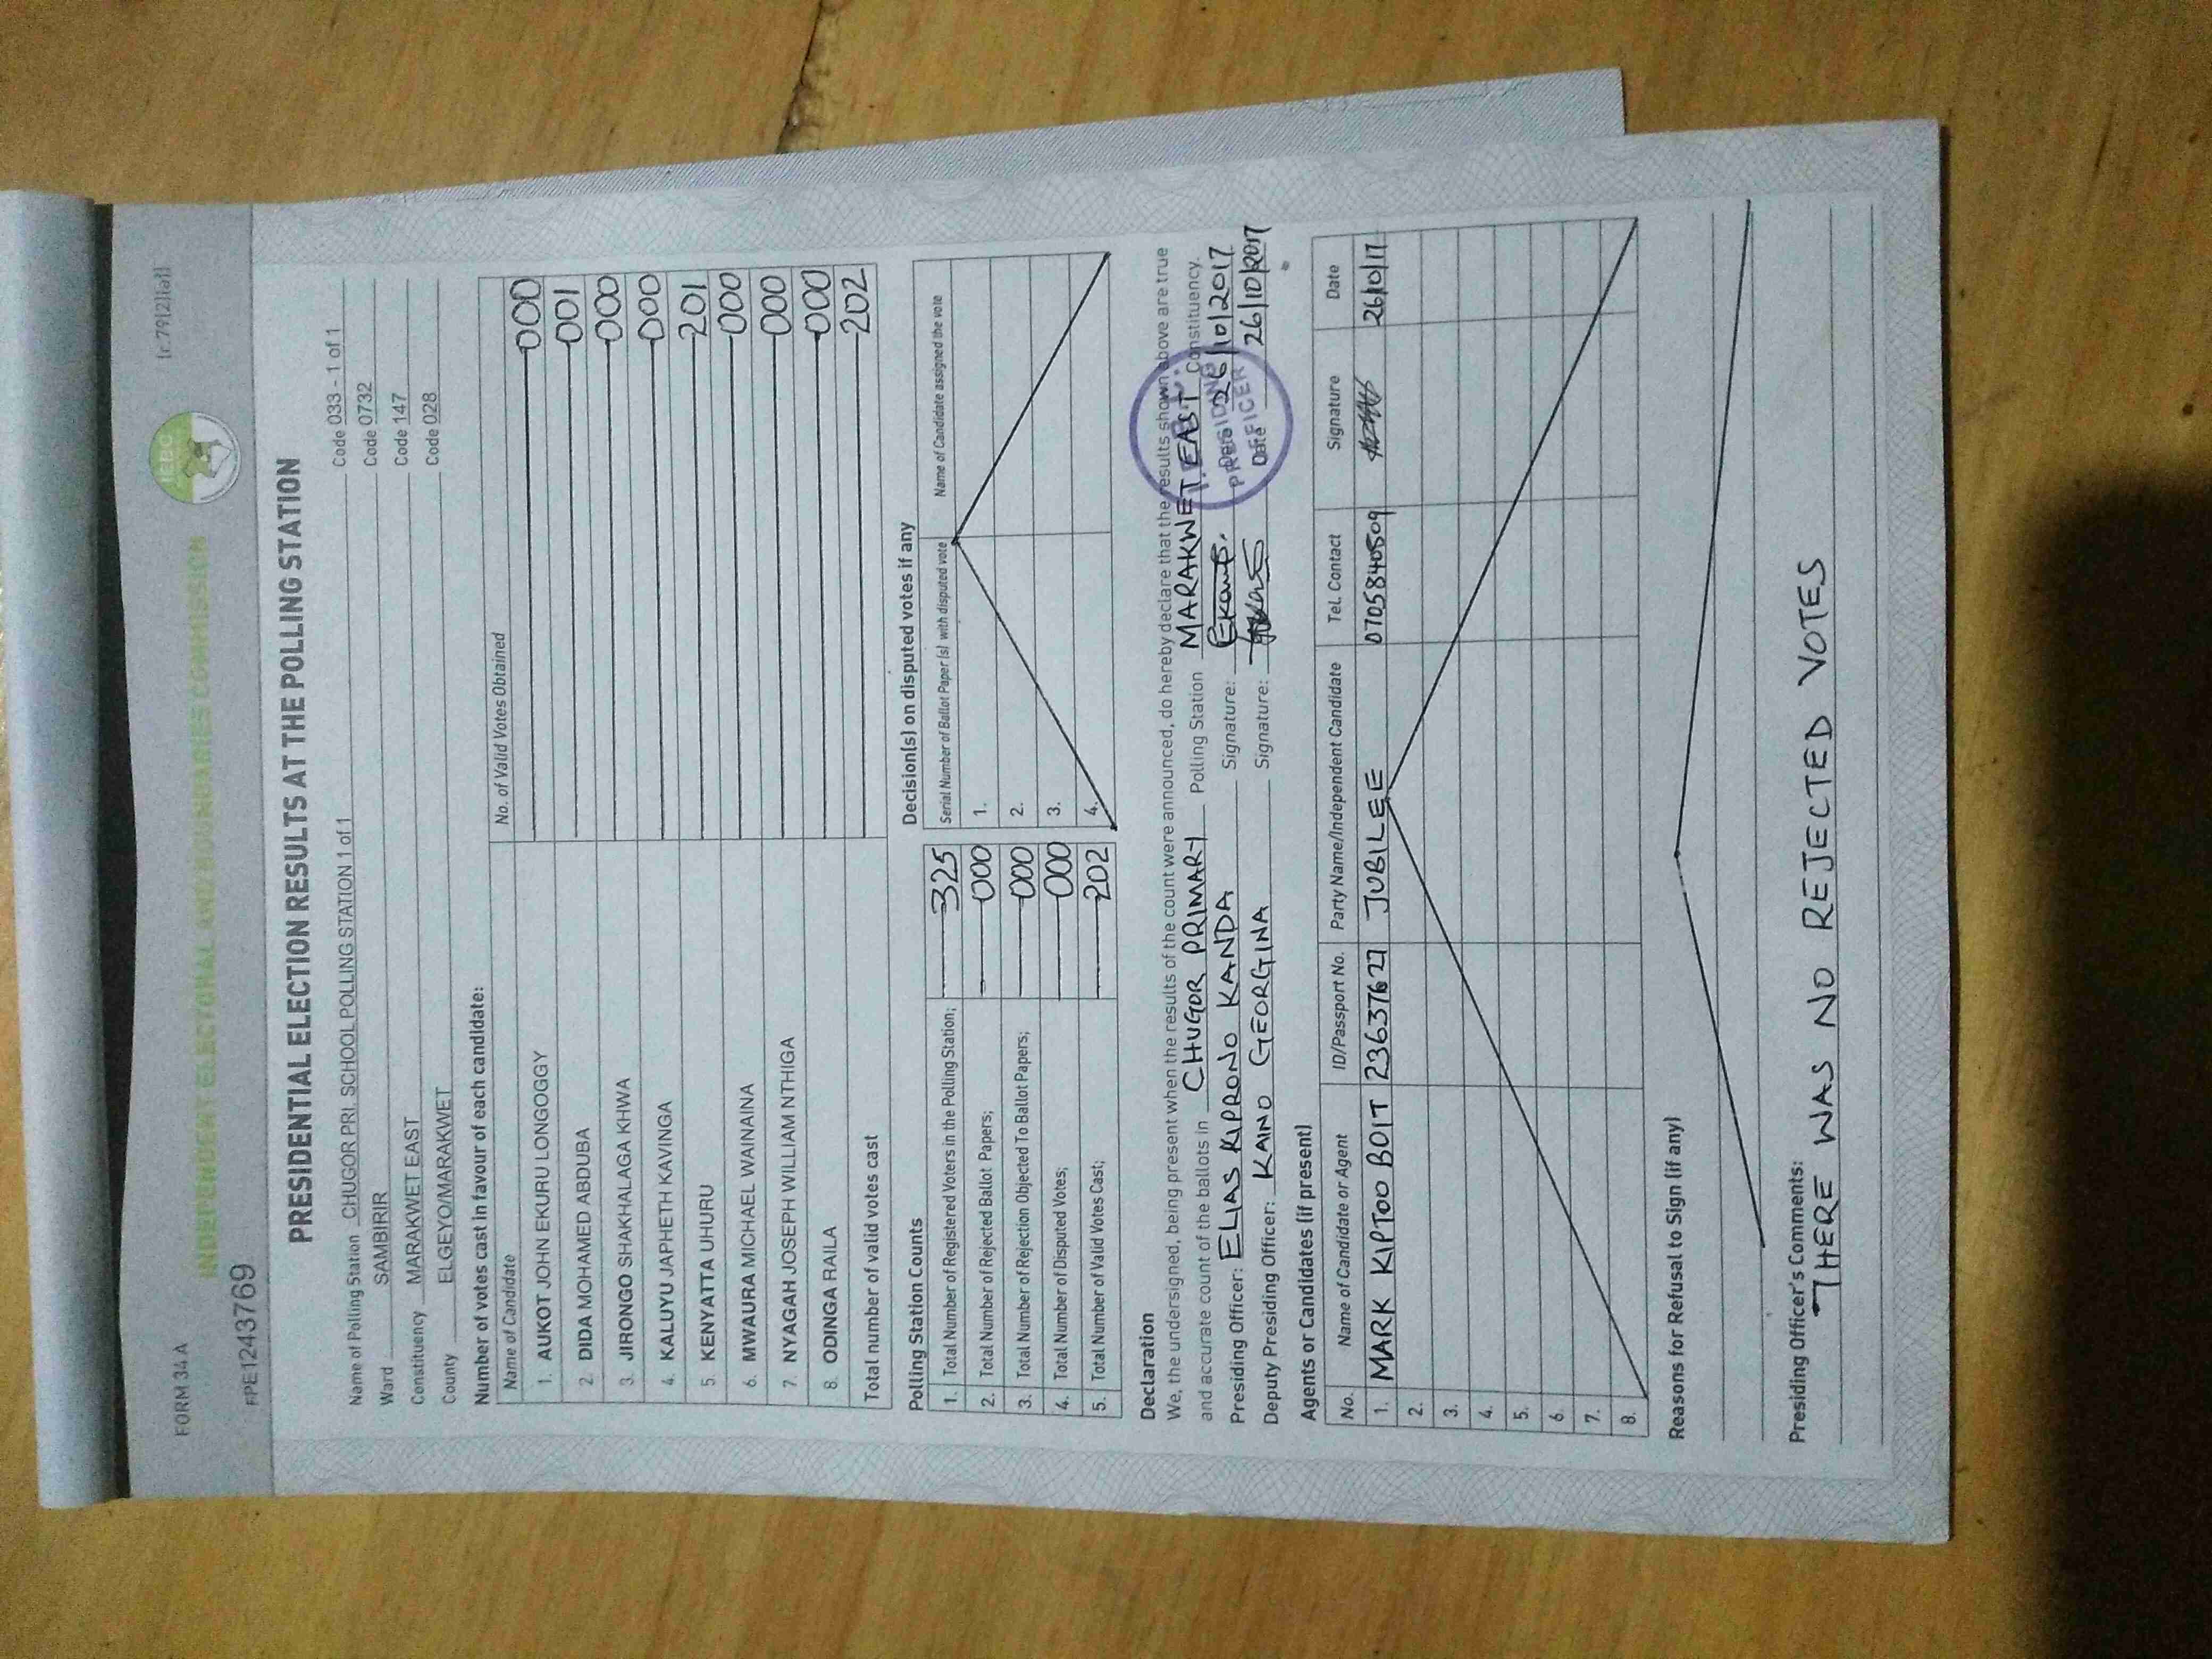 FORM 34 A
[r.79(2)(a)]
INDEPENDENT ELECTORAL AND BOUNDARIES COMMISSION
IEBC
FPE1243769
PRESIDENTIAL ELECTION RESULTS AT THE POLLING STATION
Name of Polling Station CHUGOR PRI. SCHOOL POLLING STATION 1 of 1 Code 033 - 1 of 1
Ward SAMBIRIR Code 0732
Constituency MARAKWET EAST Code 147
County ELGEYO/MARAKWET Code 028
Number of votes cast in favour of each candidate:
Name of Candidate No. of Valid Votes Obtained
1. AUKOT JOHN EKURU LONGOGGY 000
2. DIDA MOHAMED ABDUBA 001
3. JIRONGO SHAKHALAGA KHWA 000
4. KALUYU JAPHETH KAVINGA 000
5. KENYATTA UHURU 201
6. MWAURA MICHAEL WAINAINA 000
7. NYAGAH JOSEPH WILLIAM NTHIGA 000
8. ODINGA RAILA 000
Total number of valid votes cast 202
Polling Station Counts
1. Total Number of Registered Voters in the Polling Station; 325
2. Total Number of Rejected Ballot Papers; 000
3. Total Number of Rejection Objected To Ballot Papers; 000
4. Total Number of Disputed Votes; 000
5. Total Number of Valid Votes Cast; 202
Decision(s) on disputed votes if any
Serial Number of Ballot Paper (s) with disputed vote Name of Candidate assigned the vote
1.
2.
3.
4.
Declaration
We, the undersigned, being present when the results of the count were announced, do hereby declare that the results shown above are true
and accurate count of the ballots in CHUGOR PRIMARY Polling Station MARAKWET EAST Constituency.
Presiding Officer: ELIAS KIPRONO KANDA Signature: Date 26/10/2017
Deputy Presiding Officer: KAINO GEORGINA Signature: Date 26/10/2017
PRESIDING
OFFICER
Agents or Candidates (if present)
No. Name of Candidate or Agent ID/Passport No. Party Name/Independent Candidate Tel. Contact Signature Date
1. MARK KIPTOO BOIT 23637627 JUBILEE 0705840509 26/10/17
2.
3.
4.
5.
6.
7.
8.
Reasons for Refusal to Sign (if any)
Presiding Officer's Comments:
THERE WAS NO REJECTED VOTES